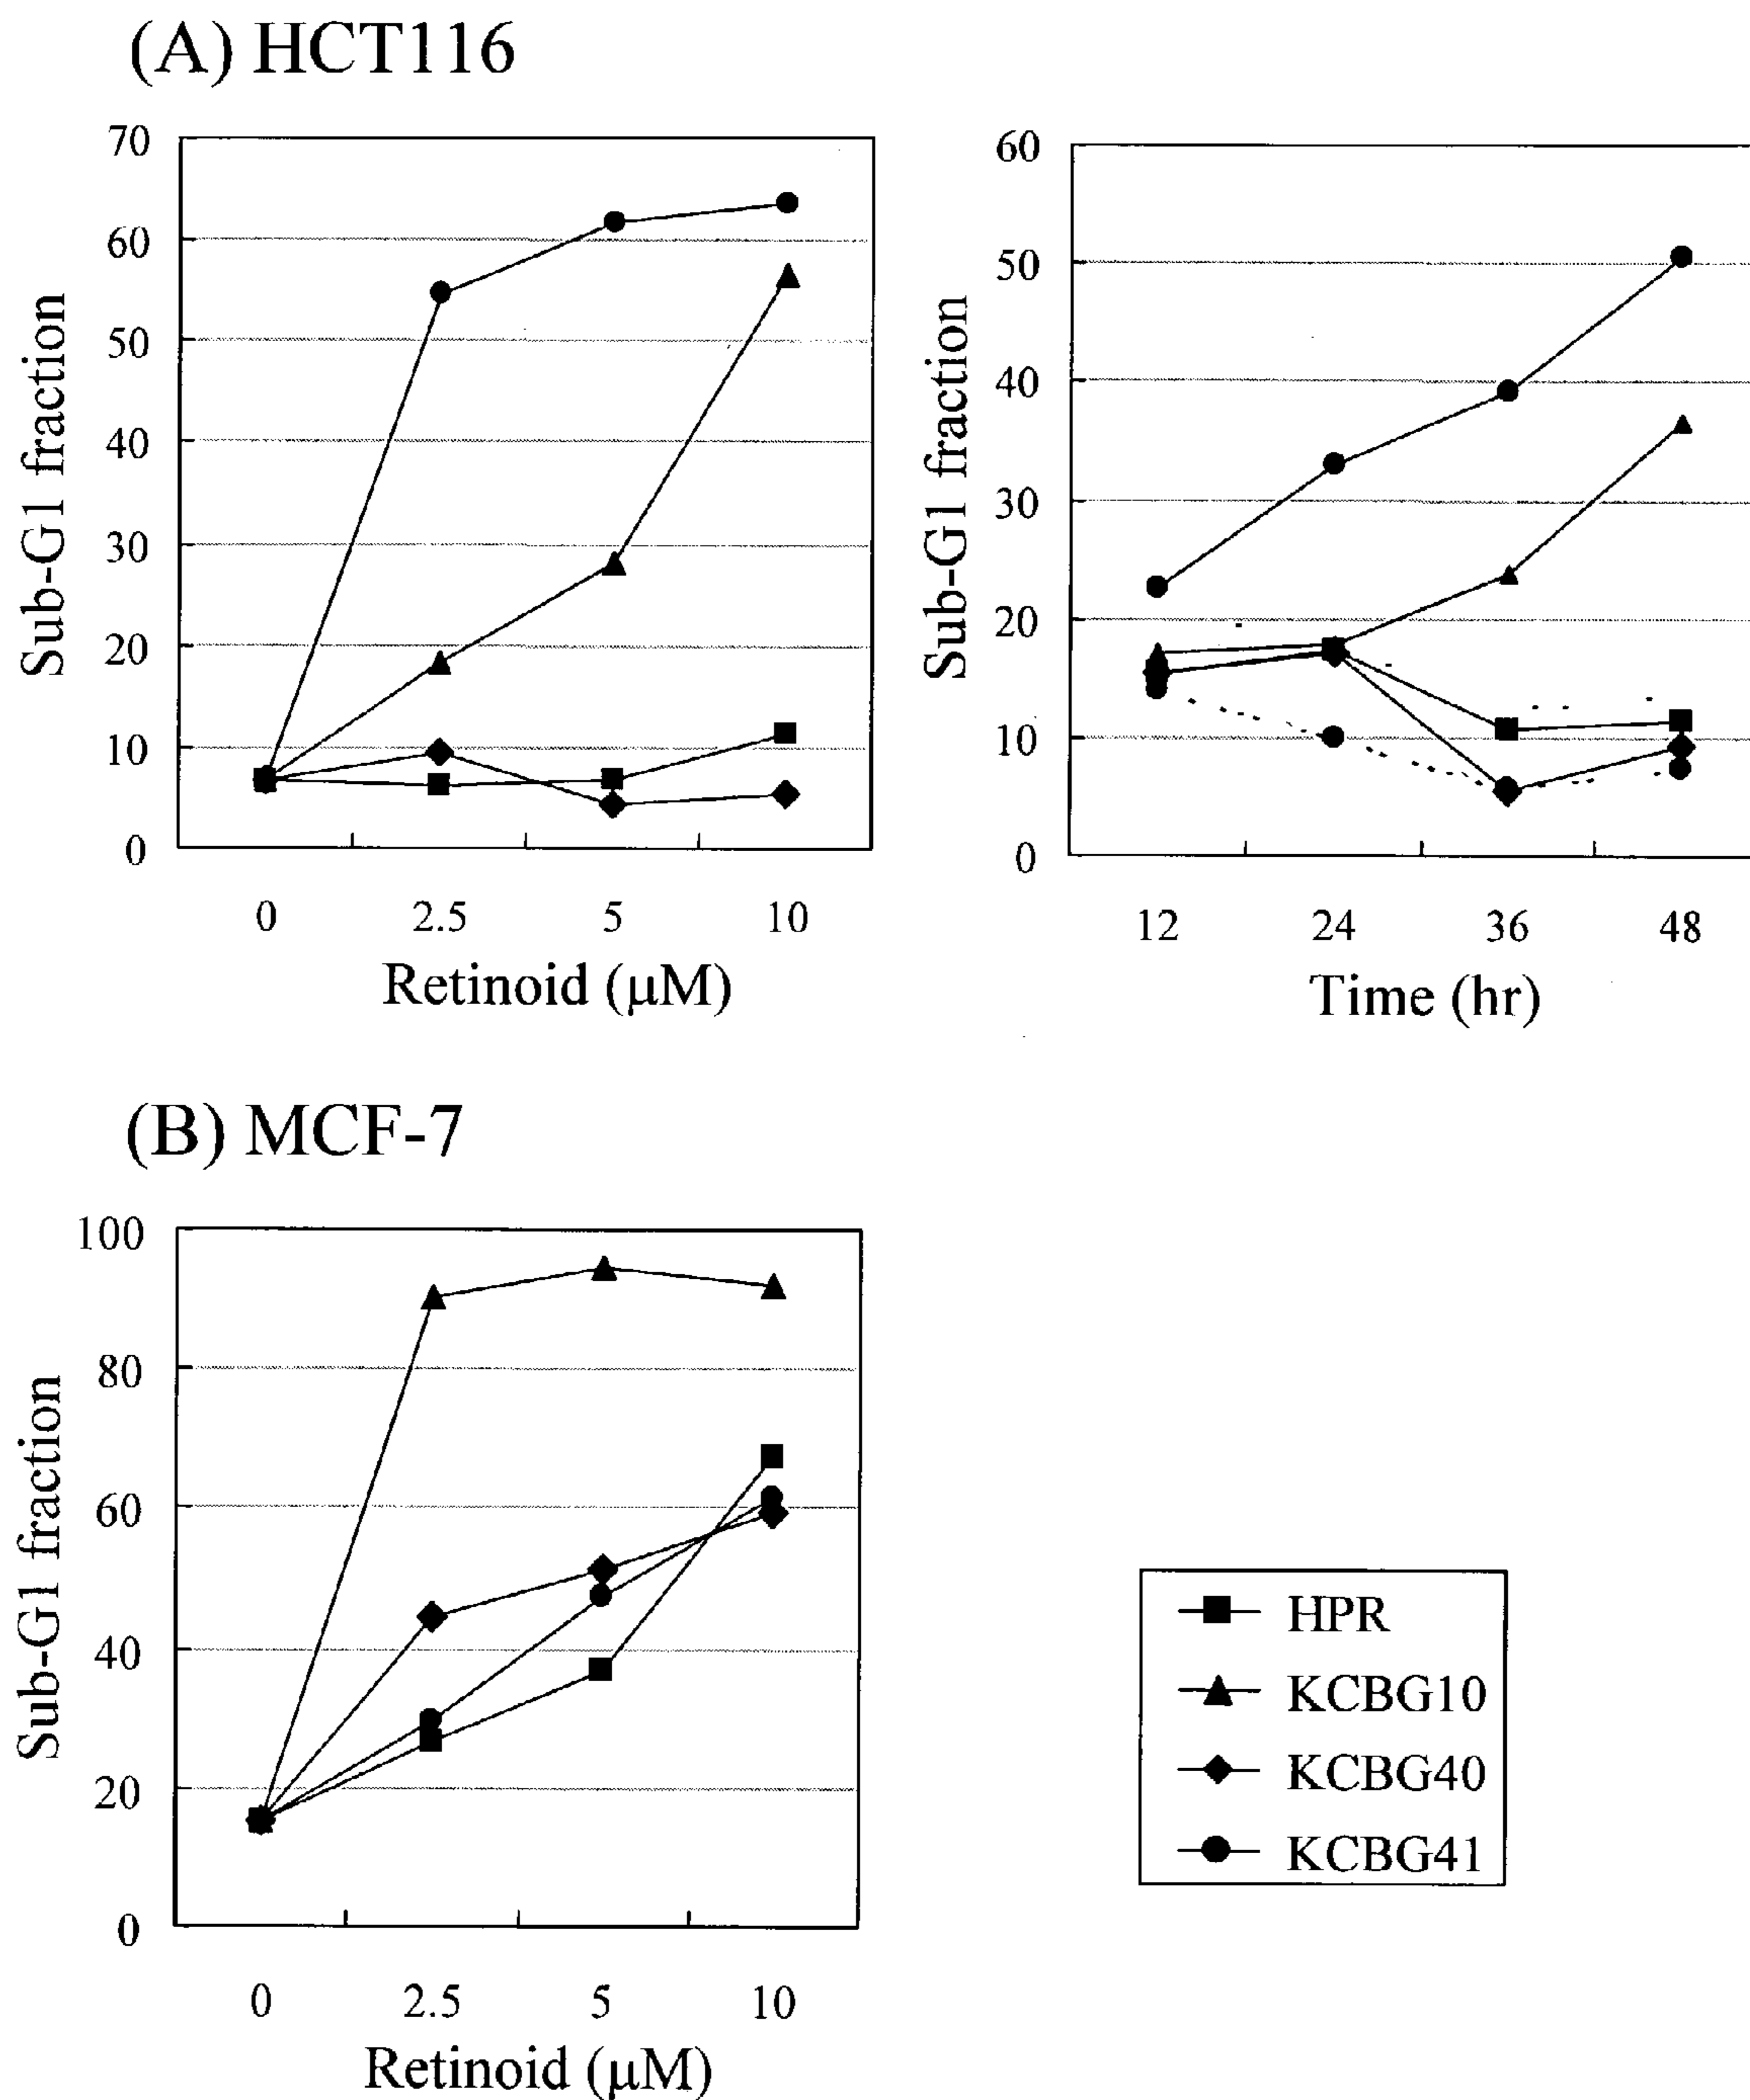 (A) HCT116
70
60
50
40
30
20
10
0
Sub-G1 fraction
0 2.5 5 10
Retinoid (μM)
60
50
40
30
20
10
0
Sub-G1 fraction
12 24 36 48
Time (hr)
(B) MCF-7
100
80
60
40
20
0
Sub-G1 fraction
0 2.5 5 10
Retinoid (μM)
HPR
KCBG10
KCBG40
KCBG41